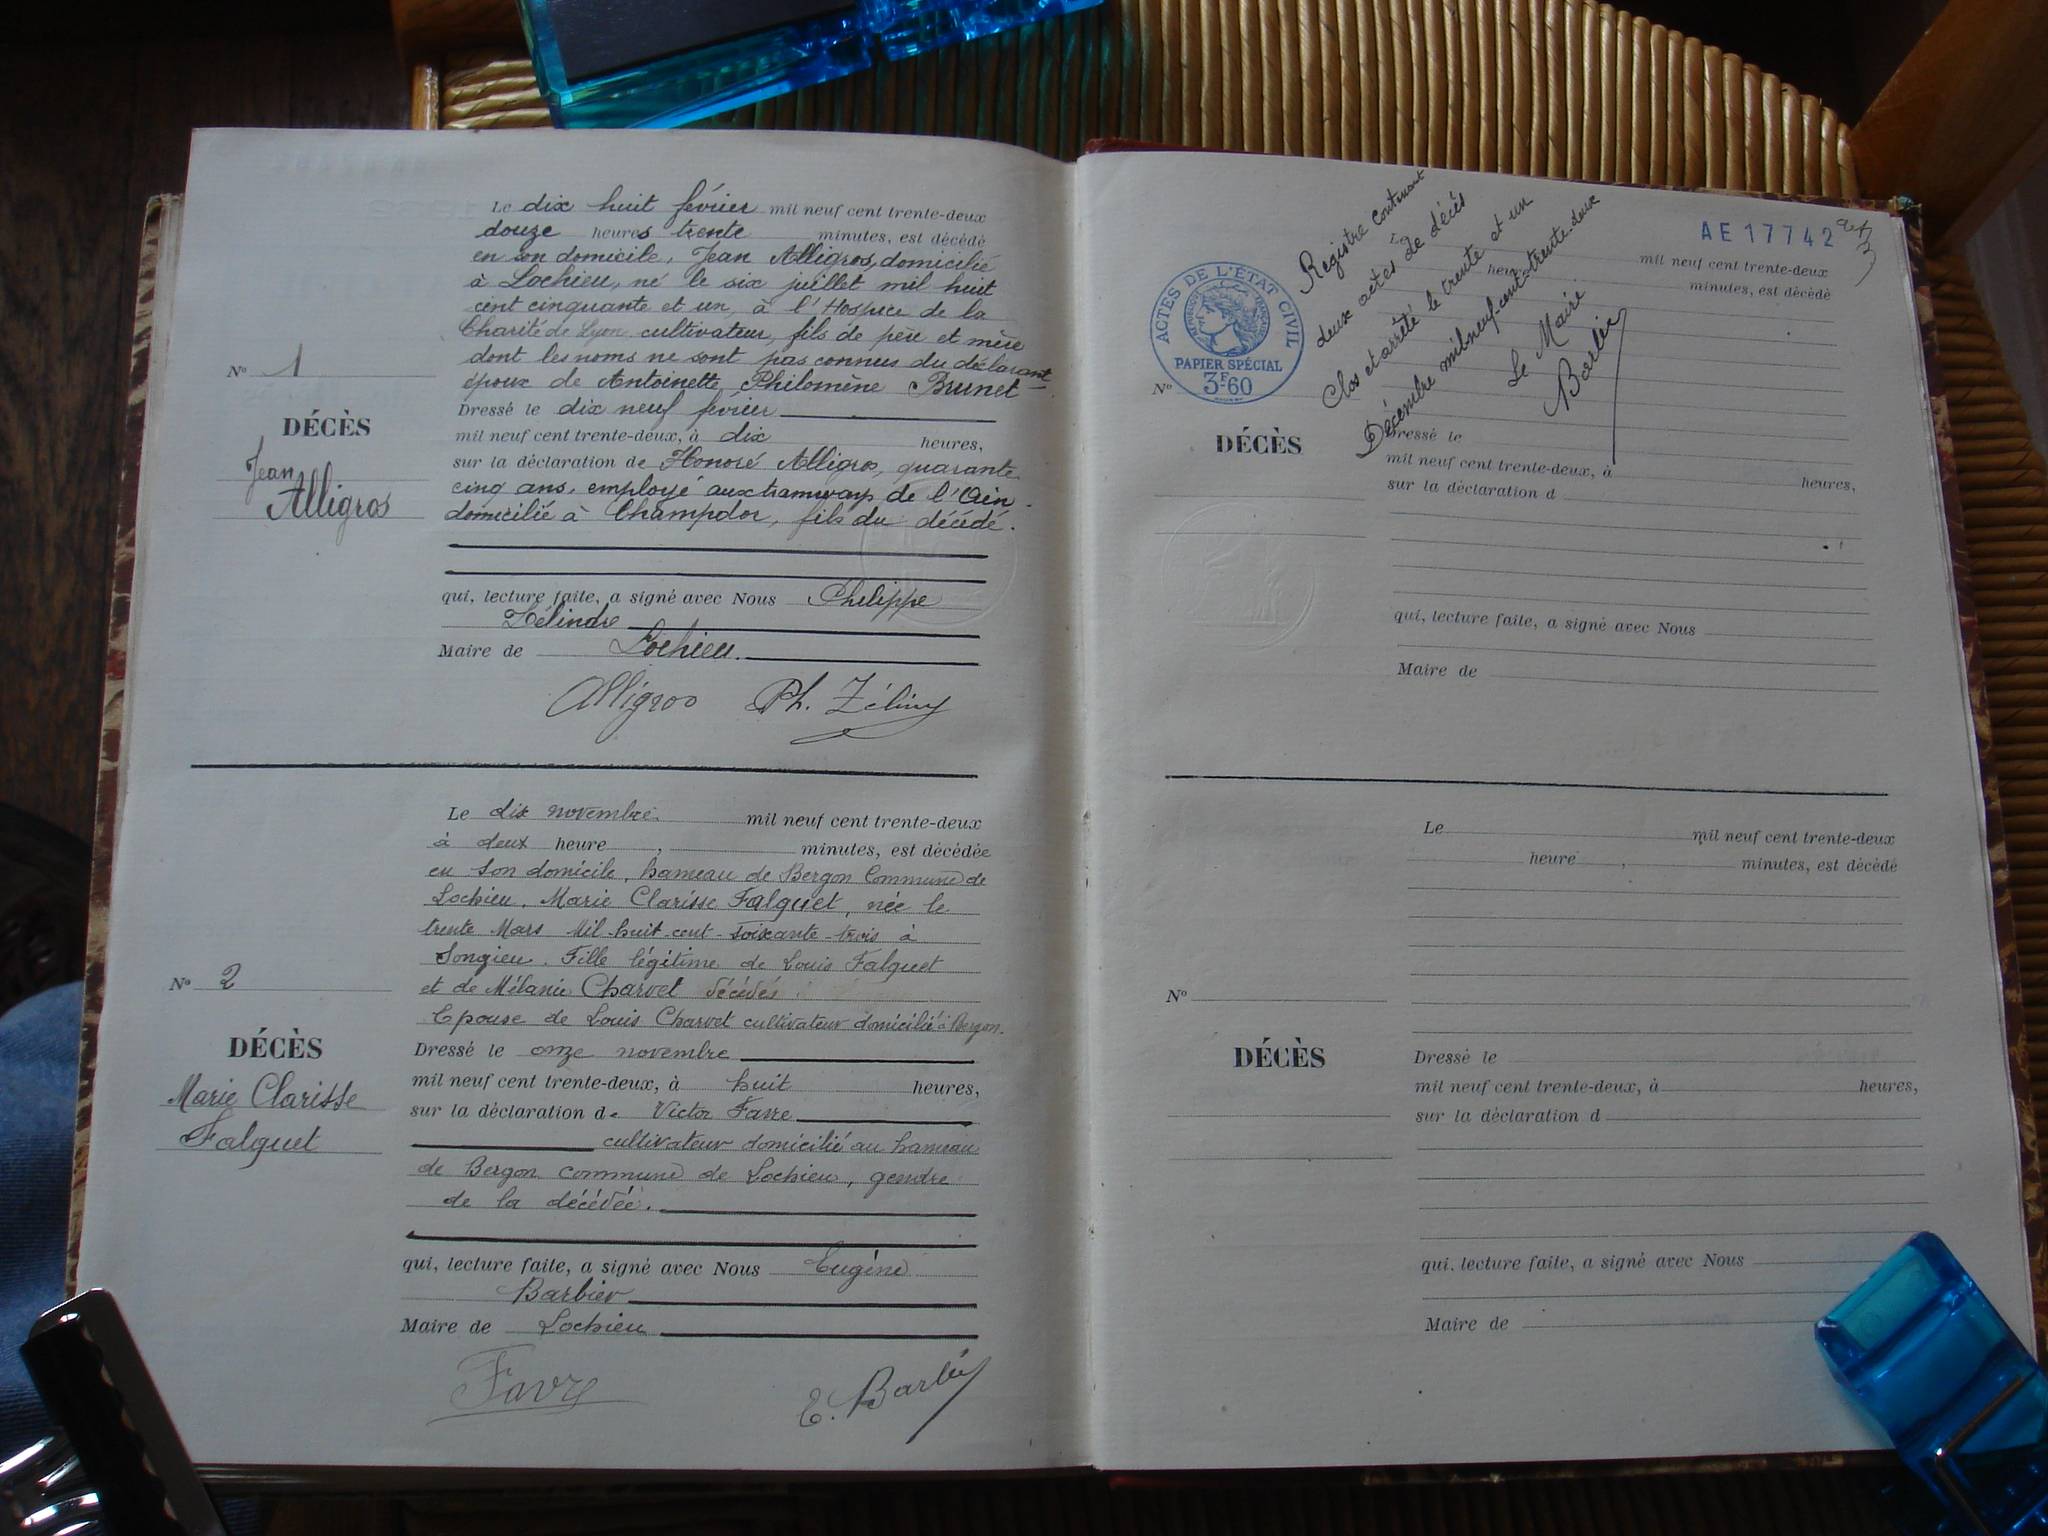 Le dix huit février mil neuf cent trente-deux
douze heures trente minutes, est décédé
en son domicile, Jean Alligros, domicilié
à Lochieu, né le six juillet mil huit
cent cinquante et un, à l'Hospice de la
Charité de Lyon cultivateur, fils de père et mère
dont les noms ne sont pas connus du déclarant
époux de Antoinette Philomène Brunet
Nº 1
DÉCÈS
Jean
Alligros
Dressé le dix neuf février
mil neuf cent trente-deux, à dix heures,
sur la déclaration de Honoré Alligros, quarante
cinq ans, employé aux tramways de l'Ain
domicilié à Champdor, fils du décédé.
qui, lecture faite, a signé avec Nous Philippe
Zélindre
Maire de Lochieu.
Alligros Ph. 
Le dix novembre mil neuf cent trente-deux
à deux heure , minutes, est décédée
en son domicile, hameau de Bergon Commune de
Lochieu, Marie Clarisse Falguet, née le
trente Mars Mil-huit-cent-soixante-trois à
Songieu. Fille légitime de Louis Falguet
et de Mélanie Charvet décédés
Epouse de Louis Charvet cultivateur domicilié à Bergon.
Nº 2
DÉCÈS
Marie Clarisse
Falguet
Dressé le onze novembre
mil neuf cent trente-deux, à huit heures,
sur la déclaration de Victor Favre
cultivateur domicilié au hameau
de Bergon commune de Lochieu, gendre
de la décédée.
qui, lecture faite, a signé avec Nous Eugène
Barbier
Maire de Lochieu
Favre E. Barbier
AE17742
Registre contenant
deux actes de décès
Clos et arrêté le trente et un
Décembre mil neuf-cent-trente deux
Le Maire
Barbier
ACTES DE L'ÉTAT CIVIL
RÉPUBLIQUE FRANÇAISE
PAPIER SPÉCIAL
3F60
Le mil neuf cent trente-deux
heure minutes, est décédé
Nº
DÉCÈS
Dressé le
mil neuf cent trente-deux, à heures,
sur la déclaration d
qui, lecture faite, a signé avec Nous
Maire de
Le mil neuf cent trente-deux
heure , minutes, est décédé
Nº
DÉCÈS
Dressé le
mil neuf cent trente-deux, à heures,
sur la déclaration d
qui, lecture faite, a signé avec Nous
Maire de